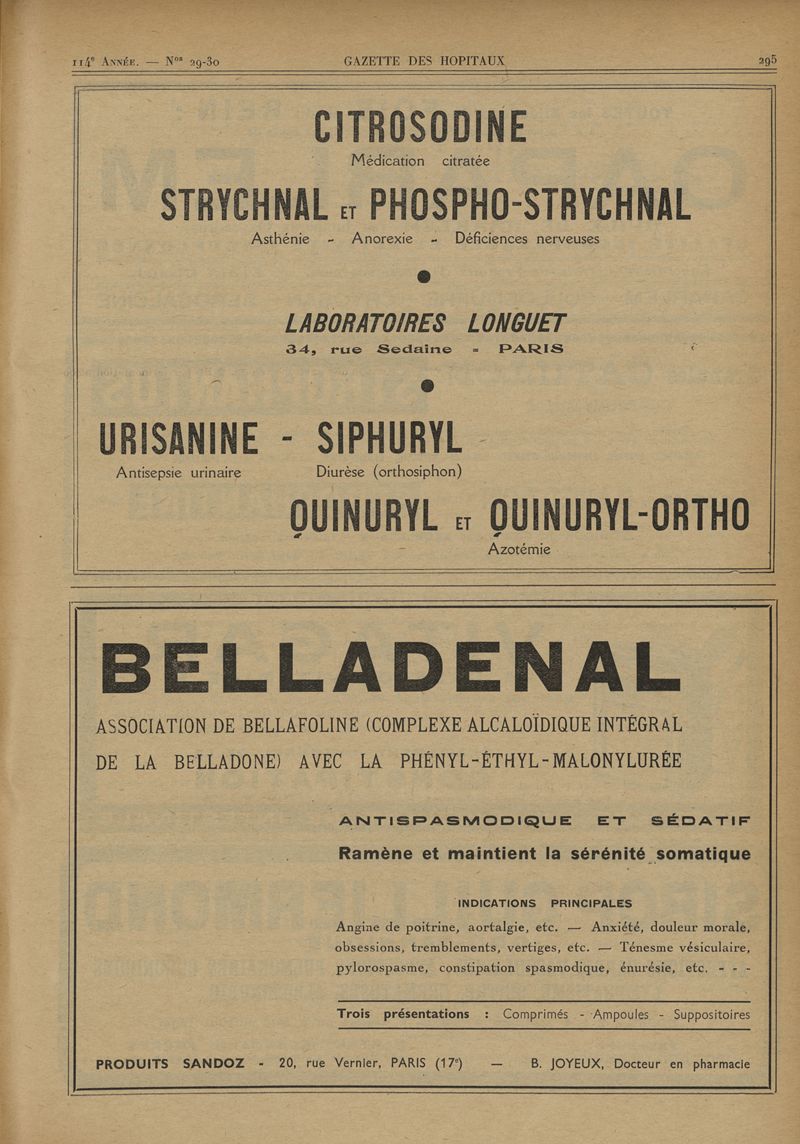 114e ANNÉE. — Nos 29-30 GAZETTE DES HOPITAUX 295
CITROSODINE
Médication citratée
STRYCHNAL ET PHOSPHO-STRYCHNAL
Asthénie - Anorexie - Déficiences nerveuses
LABORATOIRES LONGUET
34, rue Sedaine - PARIS
URISANINE - SIPHURYL
Antisepsie urinaire Diurèse (orthosiphon)
QUINURYL ET QUINURYL-ORTHO
Azotémie
BELLADENAL
ASSOCIATION DE BELLAFOLINE (COMPLEXE ALCALOÏDIQUE INTÉGRAL
DE LA BELLADONE) AVEC LA PHÉNYL-ÉTHYL-MALONYLURÉE
ANTISPASMODIQUE ET SÉDATIF
Ramène et maintient la sérénité somatique
INDICATIONS PRINCIPALES
Angine de poitrine, aortalgie, etc. — Anxiété, douleur morale,
obsessions, tremblements, vertiges, etc. — Ténesme vésiculaire,
pylorospasme, constipation spasmodique, énurésie, etc. - - -
Trois présentations : Comprimés - Ampoules - Suppositoires
PRODUITS SANDOZ - 20, rue Vernier, PARIS (17e) — B. JOYEUX, Docteur en pharmacie